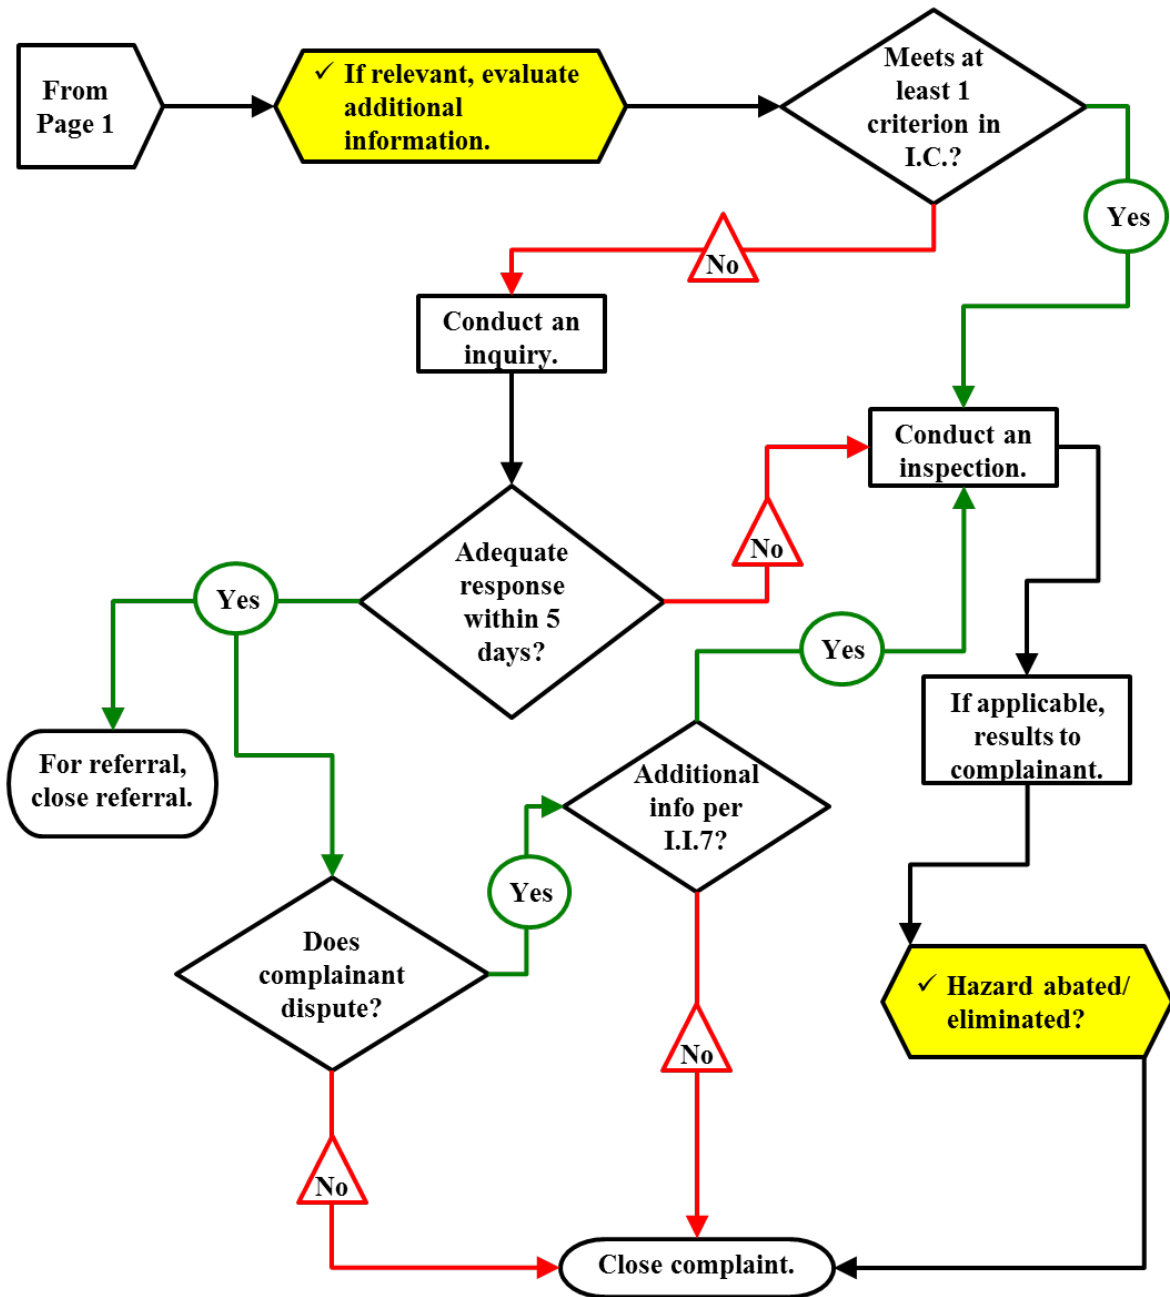 From
Page 1
✓ If relevant, evaluate
additional
information.
Meets at
least 1
criterion in
I.C.?
Yes
No
Conduct an
inquiry.
Conduct an
inspection.
Adequate
response
within 5
days?
No
Yes
Yes
For referral,
close referral.
Additional
info per
I.I.7?
If applicable,
results to
complainant.
Yes
Does
complainant
dispute?
✓ Hazard abated/
eliminated?
No
No
Close complaint.